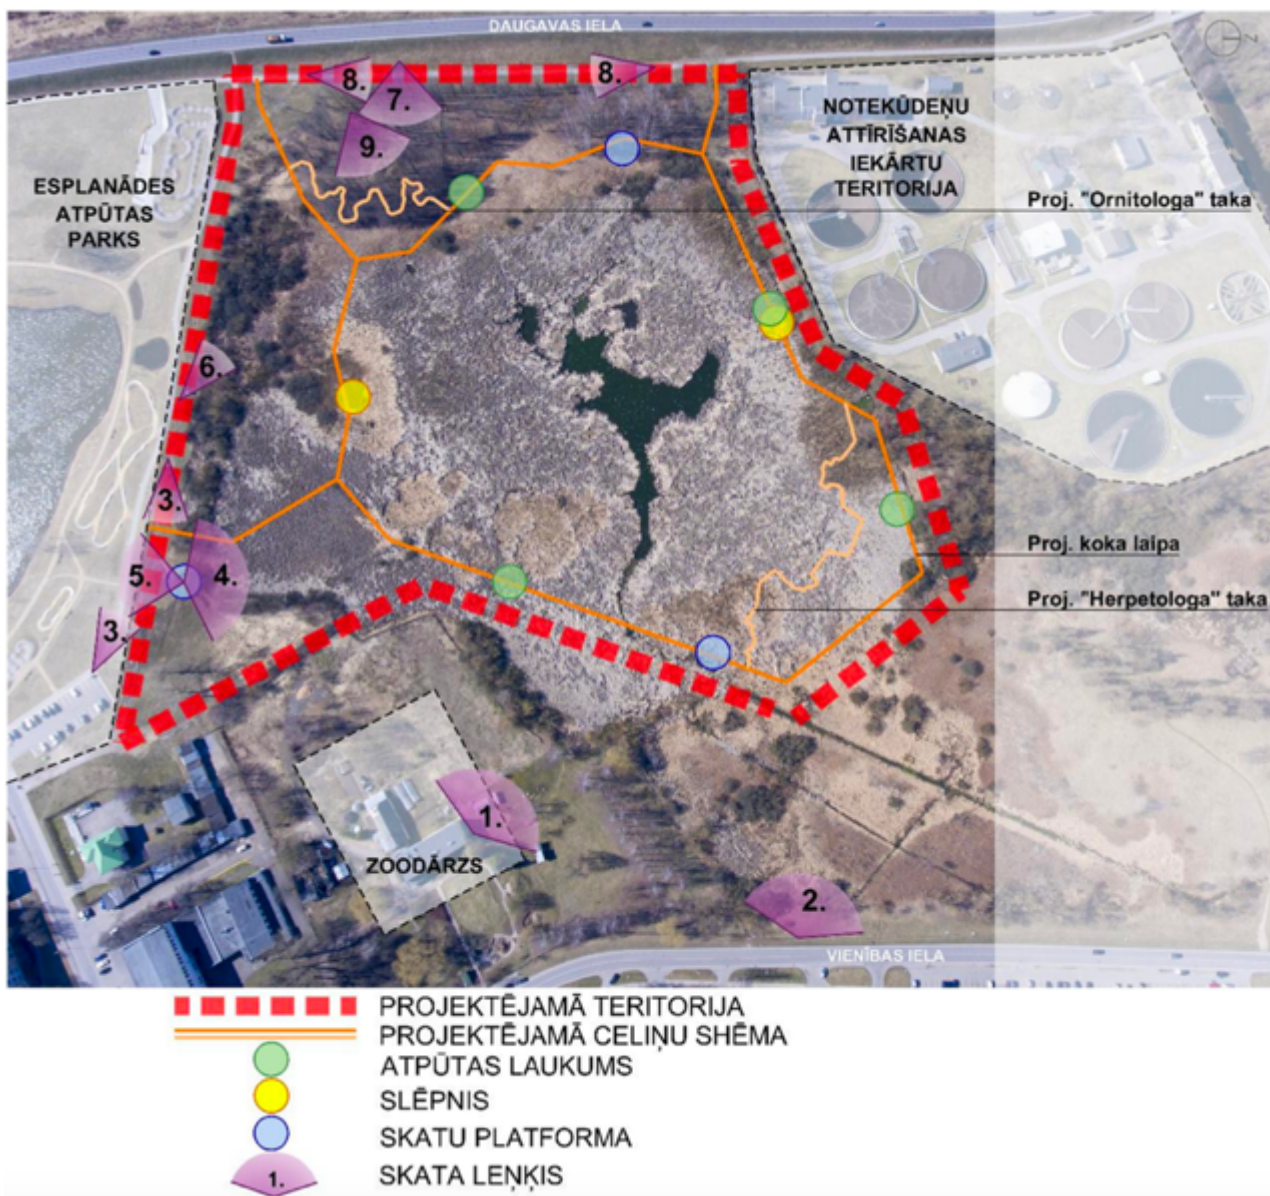 DAUGAVAS IELA
Z
8.
7.
8.
9.
NOTEKŪDEŅU
ATTĪRĪŠANAS
IEKĀRTU
TERITORIJA
ESPLANĀDES
ATPŪTAS
PARKS
Proj. "Ornitologa" taka
6.
3.
5.
4.
3.
Proj. koka laipa
Proj. "Herpetologa" taka
1.
ZOODĀRZS
2.
VIENĪBAS IELA
PROJEKTĒJAMĀ TERITORIJA
PROJEKTĒJAMĀ CELIŅU SHĒMA
ATPŪTAS LAUKUMS
SLĒPNIS
SKATU PLATFORMA
1.
SKATA LEŅĶIS